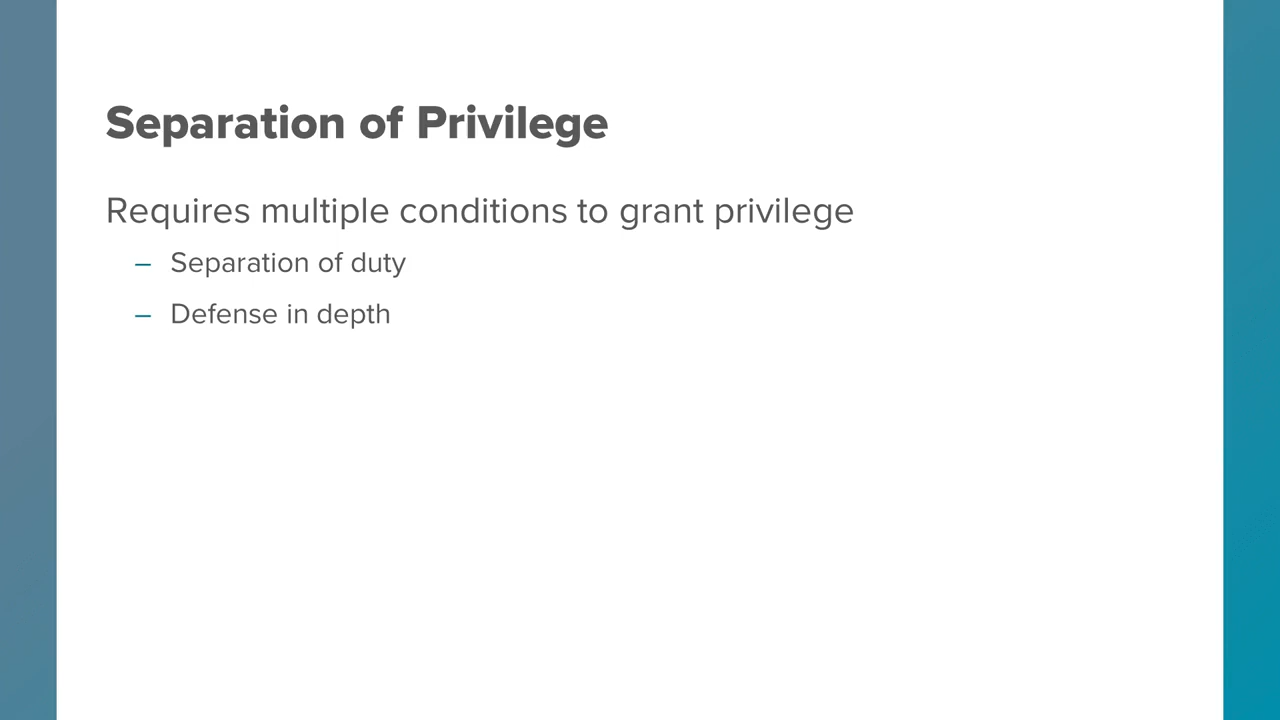 Separation of Privilege
Requires multiple conditions to grant privilege
– Separation of duty
– Defense in depth